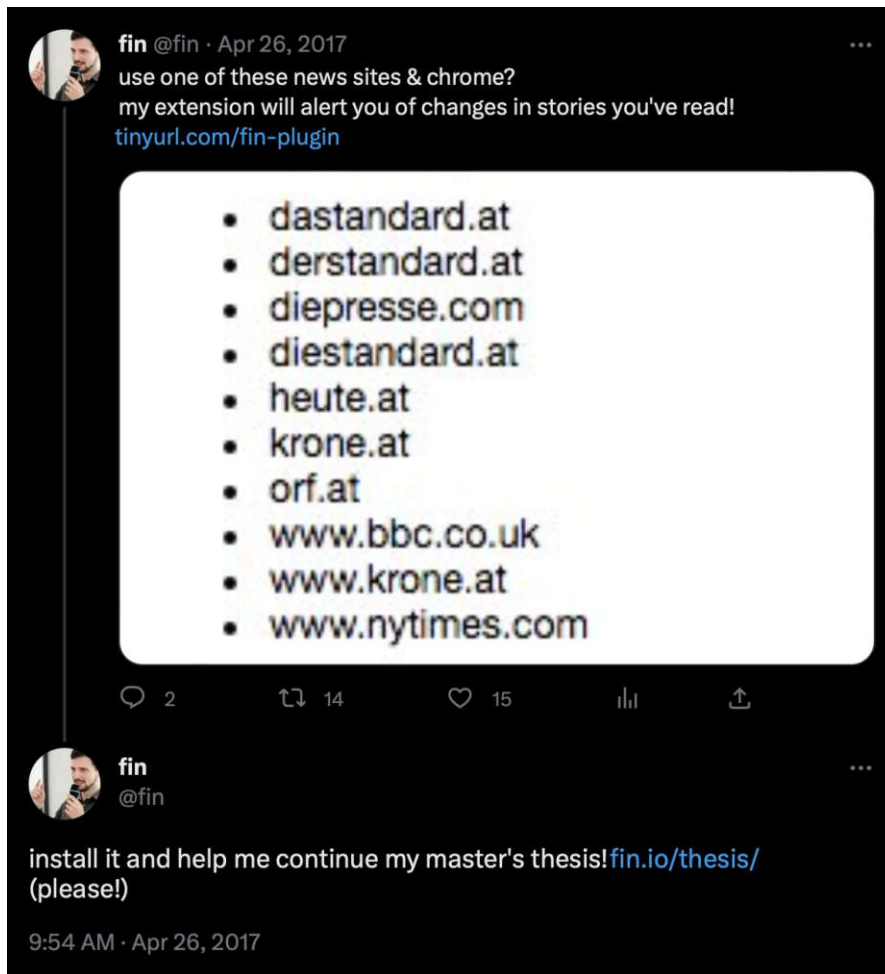 fin @fin · Apr 26, 2017
use one of these news sites & chrome?
my extension will alert you of changes in stories you've read!
tinyurl.com/fin-plugin
• dastandard.at
• derstandard.at
• diepresse.com
• diestandard.at
• heute.at
• krone.at
• orf.at
• www.bbc.co.uk
• www.krone.at
• www.nytimes.com
2 14 15
fin
@fin
install it and help me continue my master's thesis!fin.io/thesis/
(please!)
9:54 AM · Apr 26, 2017